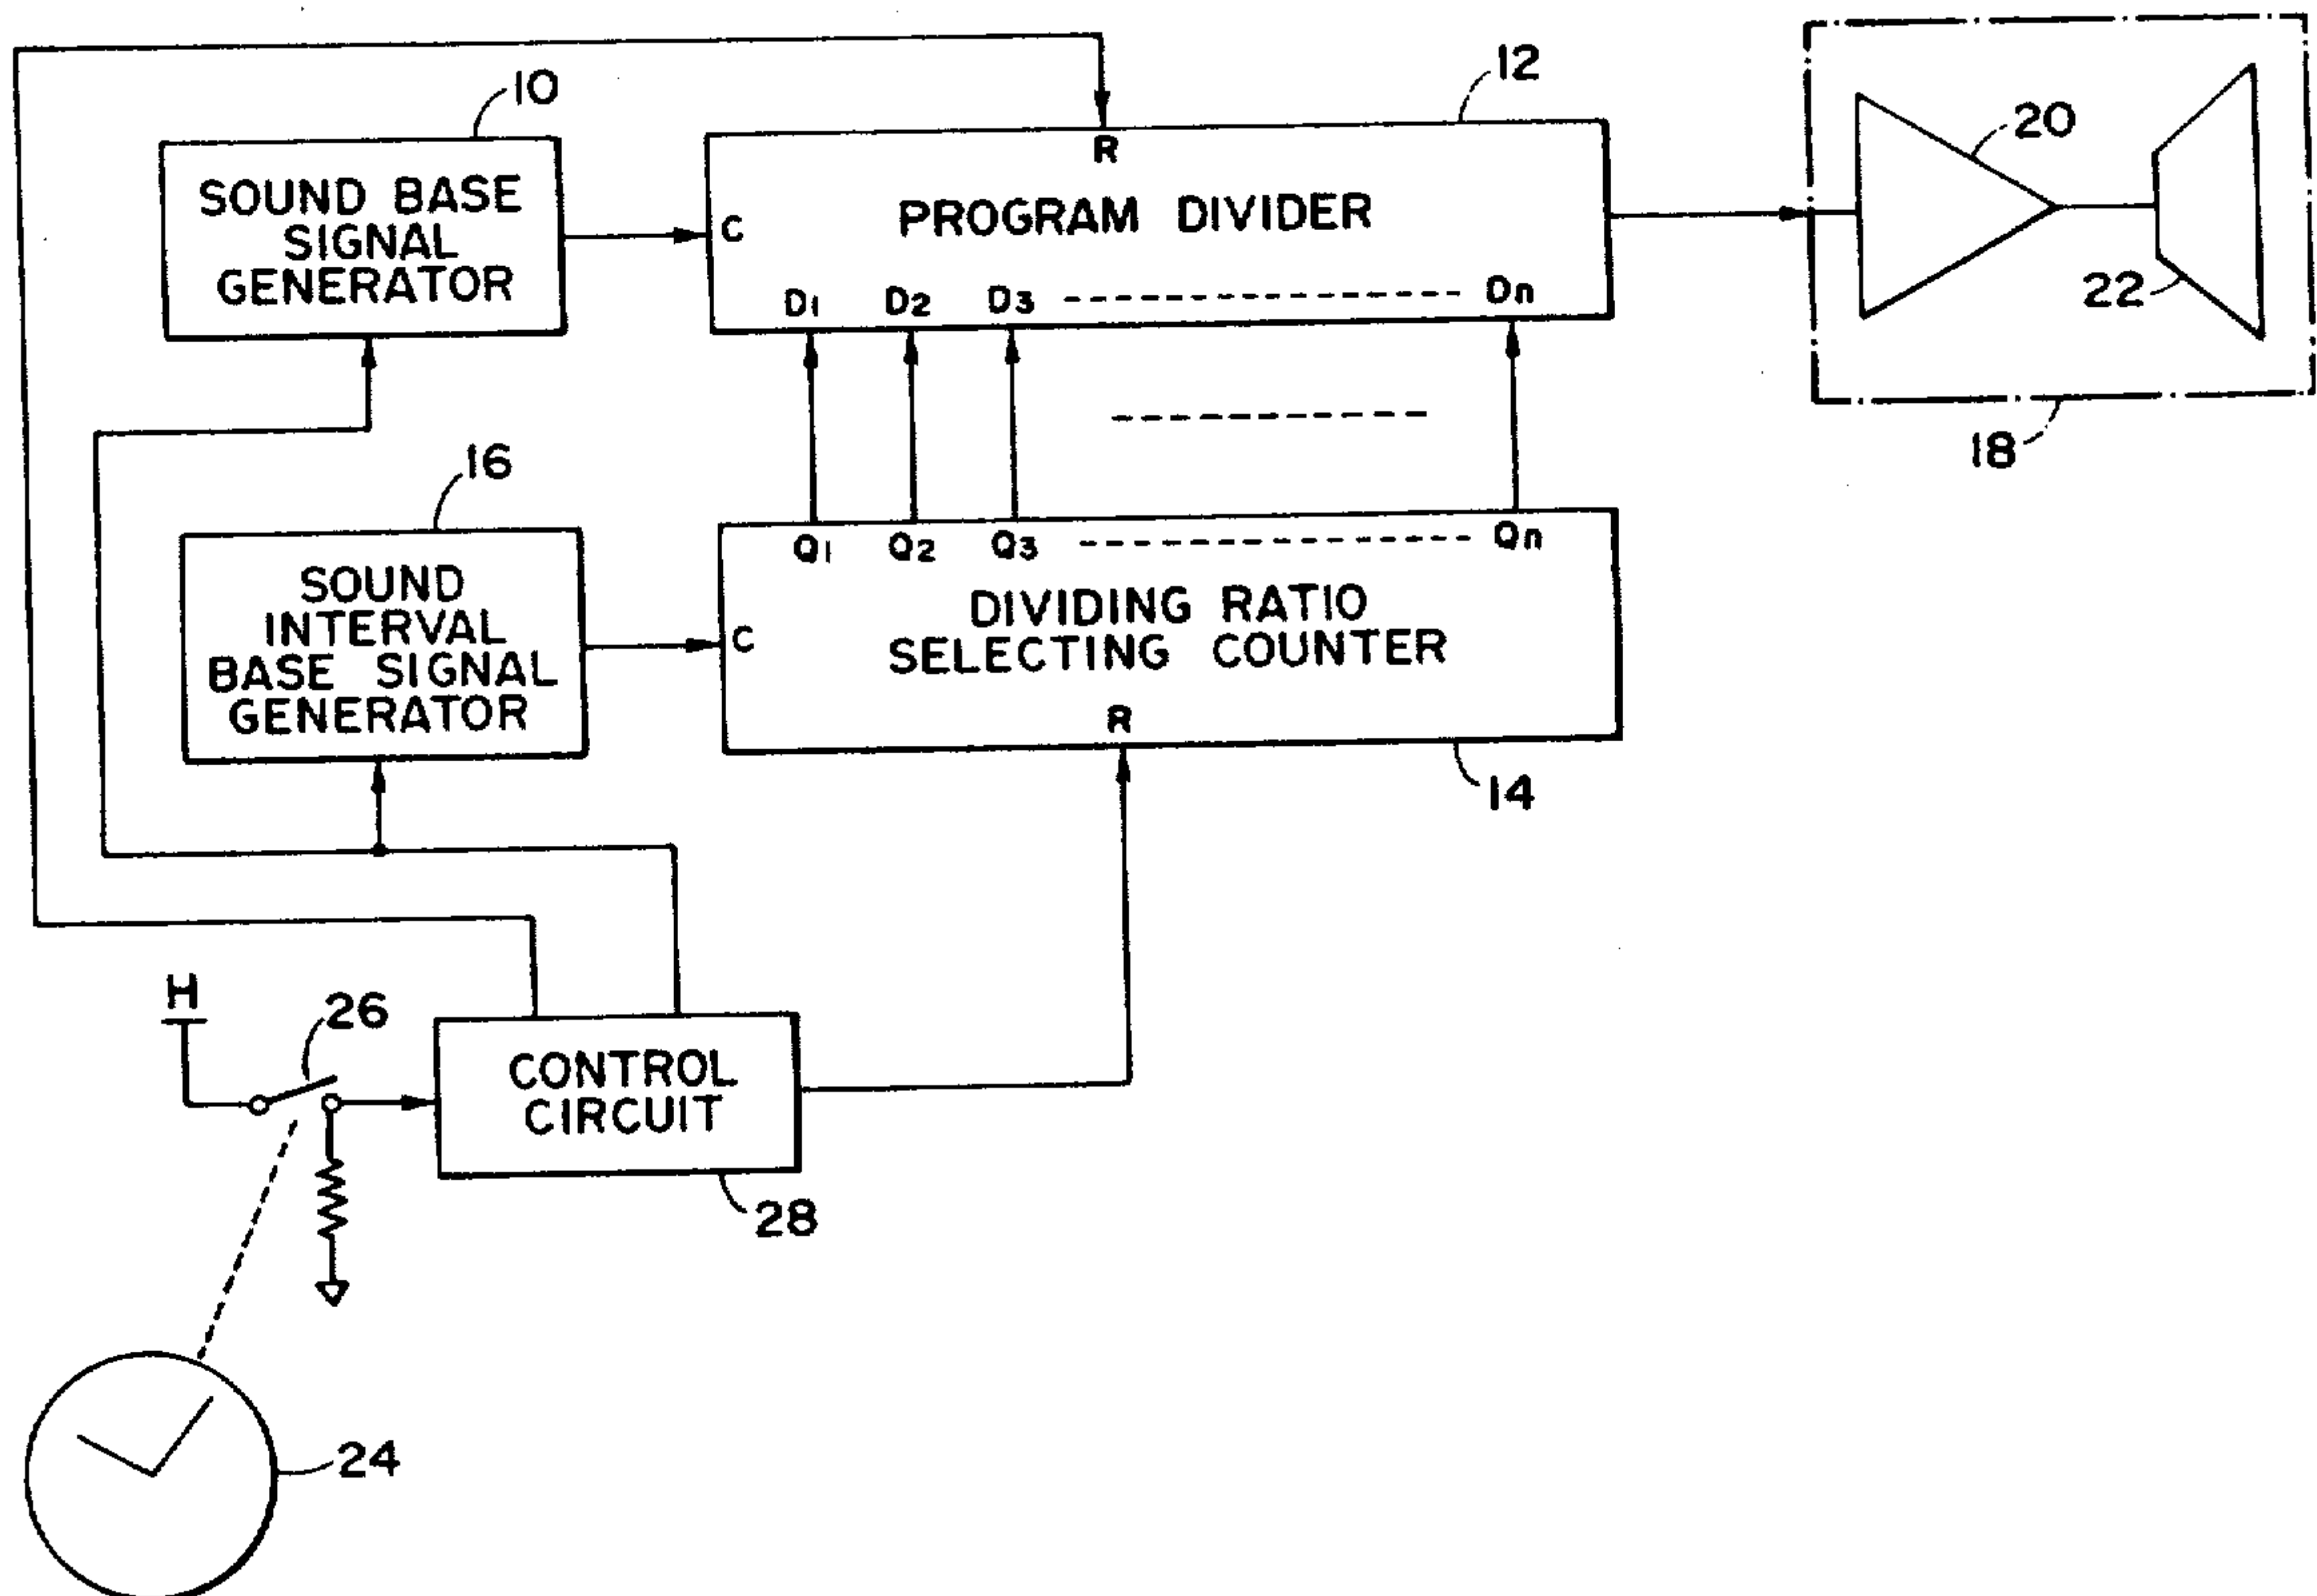 10
12
R
20
SOUND BASE
SIGNAL
GENERATOR
C
PROGRAM DIVIDER
22
D1 D2 D3 Dn
18
16
Q1 Q2 Q3 Qn
SOUND
INTERVAL
BASE SIGNAL
GENERATOR
C
DIVIDING RATIO
SELECTING COUNTER
R
14
H
26
CONTROL
CIRCUIT
28
24